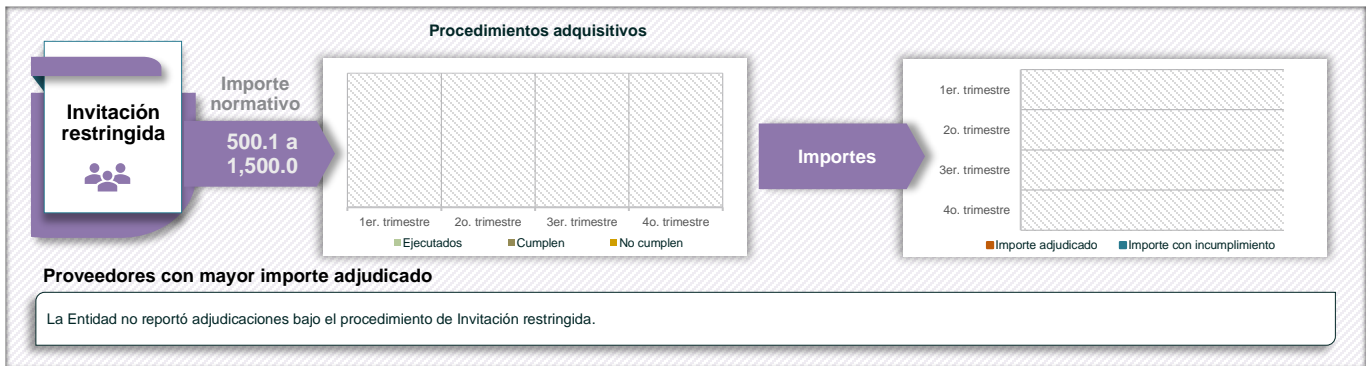 Procedimientos adquisitivos
Invitación
restringida
Importe
normativo
500.1 a
1,500.0
1er. trimestre 2o. trimestre 3er. trimestre 4o. trimestre
Ejecutados Cumplen No cumplen
Importes
1er. trimestre
2o. trimestre
3er. trimestre
4o. trimestre
Importe adjudicado Importe con incumplimiento
Proveedores con mayor importe adjudicado
La Entidad no reportó adjudicaciones bajo el procedimiento de Invitación restringida.